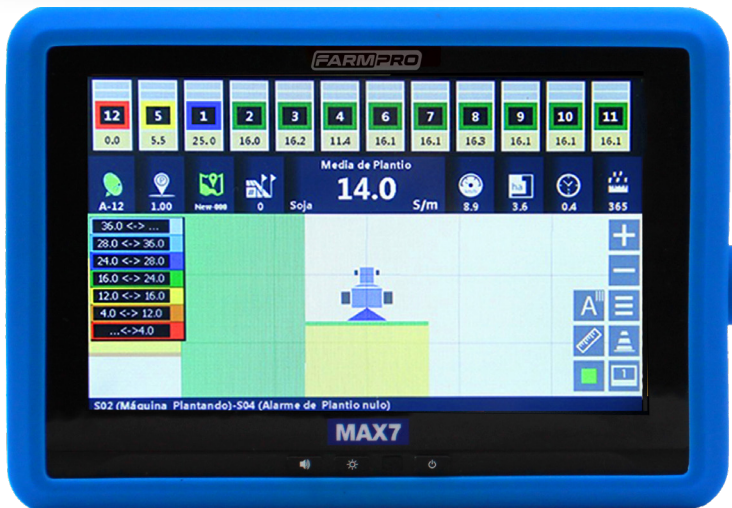 FARMPRO
12 5 1 2 3 4 6 7 8 9 10 11
0.0 5.5 25.0 16.0 16.2 11.4 16.1 16.1 16.3 16.1 16.1 16.1
Media de Plantio
14.0
A-12 1.00 New-000 0 Soja S/m 8.9 ha 3.6 0.4 365
36.0 <-> ...
28.0 <-> 36.0
24.0 <-> 28.0
16.0 <-> 24.0
12.0 <-> 16.0
4.0 <-> 12.0
...<->4.0
A
1
S02 (Máquina Plantando)-S04 (Alarme de Plantio nulo)
MAX7